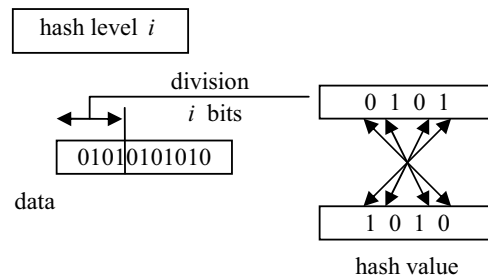 hash level i
division
i bits
0 1 0 1
01010101010
data
1 0 1 0
hash value